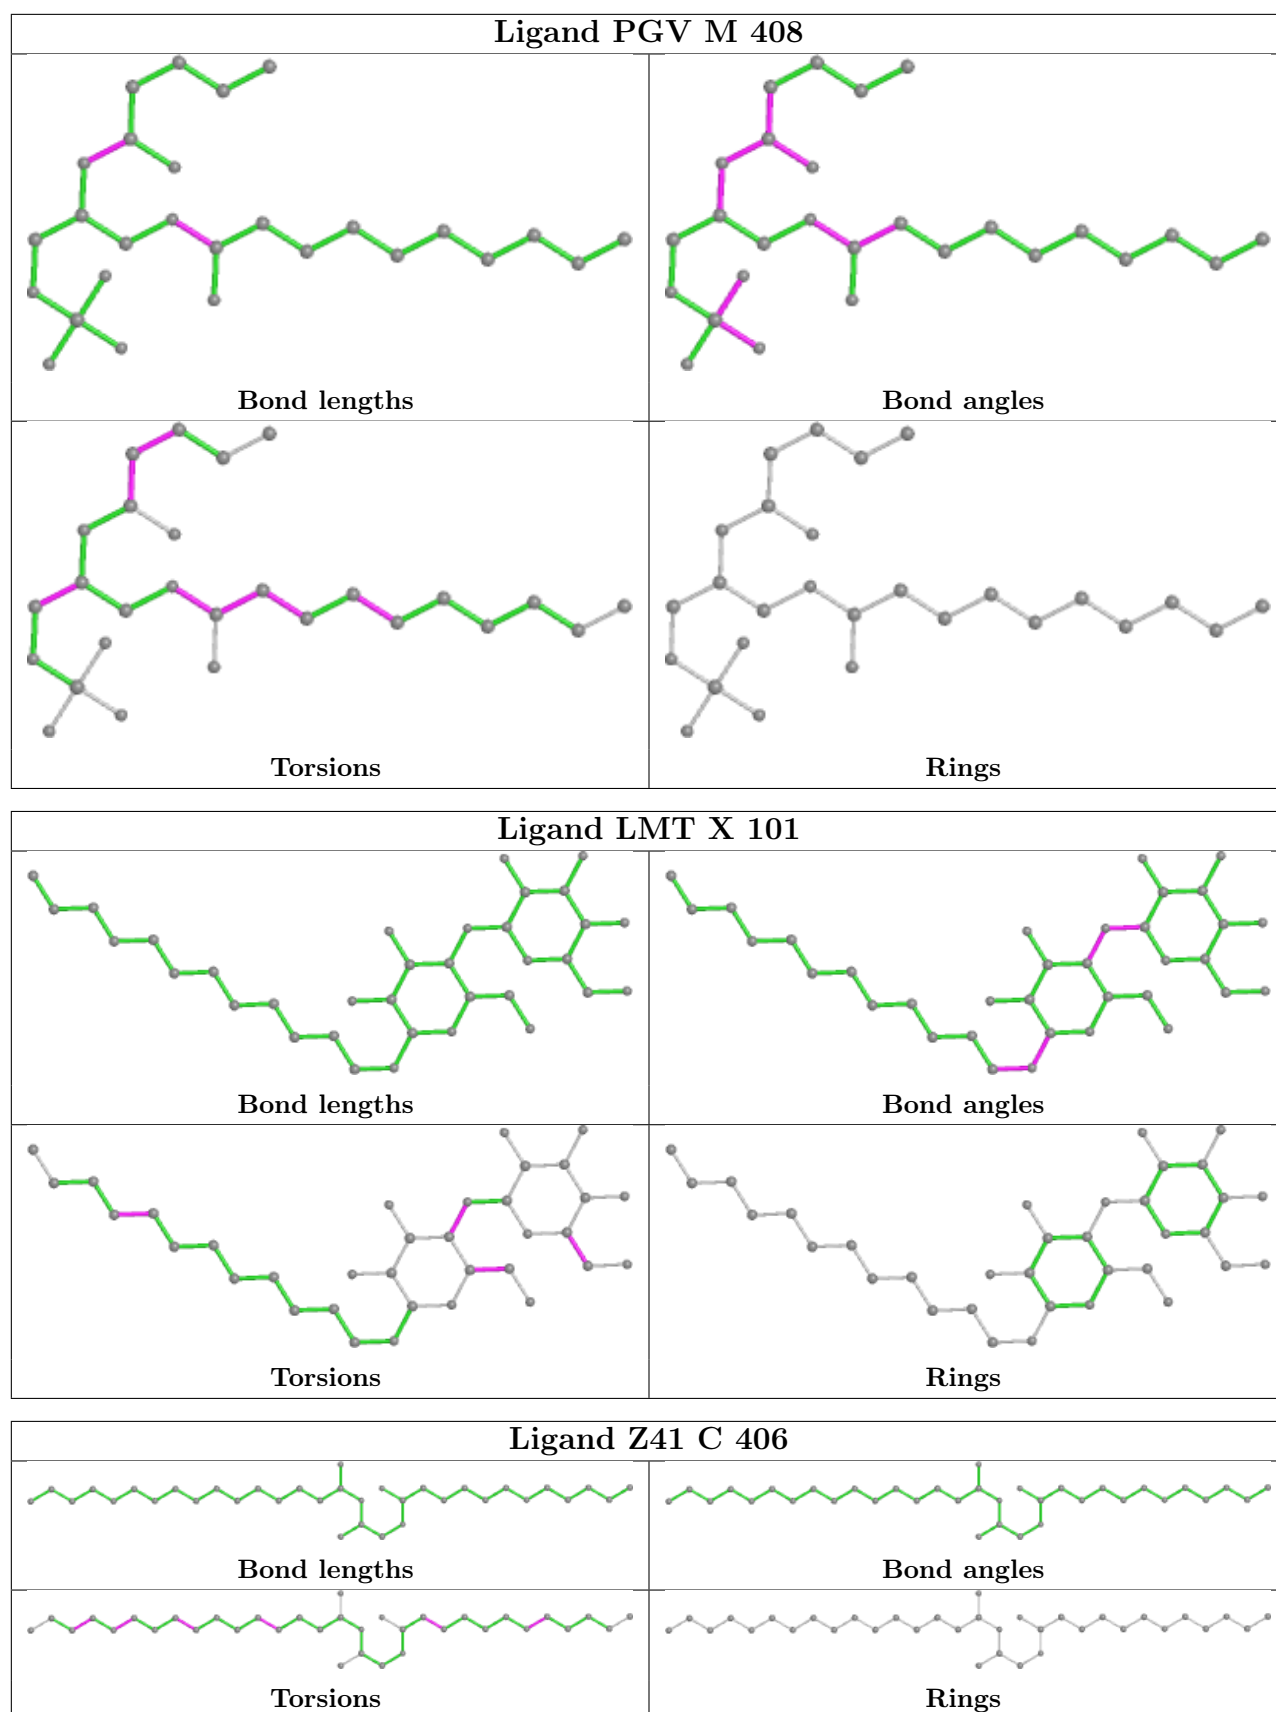 Ligand PGV M 408
Bond lengths
Bond angles
Torsions
Rings
Ligand LMT X 101
Bond lengths
Bond angles
Torsions
Rings
Ligand Z41 C 406
Bond lengths
Bond angles
Torsions
Rings